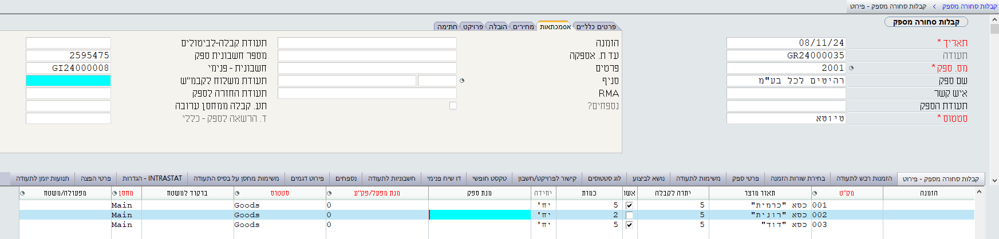 קבלות סחורה מספק > קבלות סחורה מספק - פירוט
קבלות סחורה מספק
תאריך * 08/11/24
תעודה GR24000035
מס. ספק * 2001
שם ספק רהיטים לכל בע"מ
איש קשר
תעודת הספק
סטטוס * טיוטא
פרטים כלליים אסמכתאות מחירים הובלה פרויקט חתימה
הזמנה
עד ת. אספקה
פרטים
סניף
RMA
נספחים?
תעודת קבלה-לביטולים
מספר חשבונית ספק 2595475
חשבונית - פנימי GI24000008
תעודת משלוח לקבמ"ש
תעודת החזרה לספק
תע. קבלה ממחסן ערובה
ד. הרשאה לספק - כללי
קבלות סחורה מספק - פירוט הזמנות רכש לתעודה בחירת שורות הזמנה פרטי ספק משימות לתעודה נושא לביצוע לוג סטטוסים קישור לפרויקט/חשבון טקסט חופשי דו שיח פנימי חשבוניות לתעודה נספחים פירוט דגמים משימות מחסן על בסיס התעודה INTRASTAT - הגדרות פרטי הפצה תנועות יומן לתעודה
הזמנה מק"ט תאור מוצר יתרה לקבלה אשו כמות יחידה מנת ספק מנת מפעל/פק"ע סטטוס ברקוד למשטח מחסן מפעולה/משטח
001 כסא "כרמית" 5 5 יח' 0 Goods Main
002 כסא "רונית" 5 2 יח' 0 Goods Main
003 כסא "דוד" 5 5 יח' 0 Goods Main